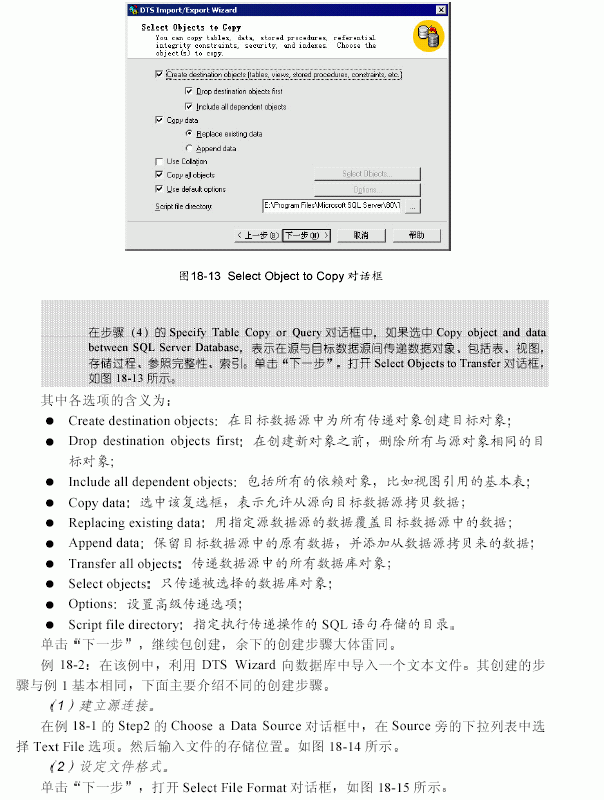 DTS Import/Export Wizard
Select Objects to Copy
You can copy tables, data, stored procedures, referential
integrity constraints, security, and indexes. Choose the
object(s) to copy.
Create destination objects (tables, views, stored procedures, constraints, etc.)
Drop destination objects first
Include all dependent objects
Copy data
Replace existing data
Append data
Use Collation
Copy all objects
Select Objects...
Use default options
Options...
Script file directory:
E:\Program Files\Microsoft SQL Server\80\T
...
< 上一步(B)
下一步(N) >
取消
帮助
图18-13 Select Object to Copy 对话框
在步骤（4）的 Specify Table Copy or Query 对话框中，如果选中 Copy object and data
between SQL Server Database，表示在源与目标数据源间传递数据对象、包括表、视图，
存储过程、参照完整性、索引。单击“下一步”，打开 Select Objects to Transfer 对话框，
如图 18-13 所示。
其中各选项的含义为：
● Create destination objects：在目标数据源中为所有传递对象创建目标对象；
● Drop destination objects first：在创建新对象之前，删除所有与源对象相同的目
标对象；
● Include all dependent objects：包括所有的依赖对象，比如视图引用的基本表；
● Copy data：选中该复选框，表示允许从源向目标数据源拷贝数据；
● Replacing existing data：用指定源数据源的数据覆盖目标数据源中的数据；
● Append data：保留目标数据源中的原有数据，并添加从数据源拷贝来的数据；
● Transfer all objects：传递数据源中的所有数据库对象；
● Select objects：只传递被选择的数据库对象；
● Options：设置高级传递选项；
● Script file directory：指定执行传递操作的 SQL 语句存储的目录。
单击“下一步”，继续包创建，余下的创建步骤大体雷同。
例 18-2：在该例中，利用 DTS Wizard 向数据库中导入一个文本文件。其创建的步
骤与例 1 基本相同，下面主要介绍不同的创建步骤。
（1）建立源连接。
在例 18-1 的 Step2 的 Choose a Data Source 对话框中，在 Source 旁的下拉列表中选
择 Text File 选项。然后输入文件的存储位置。如图 18-14 所示。
（2）设定文件格式。
单击“下一步”，打开 Select File Format 对话框，如图 18-15 所示。